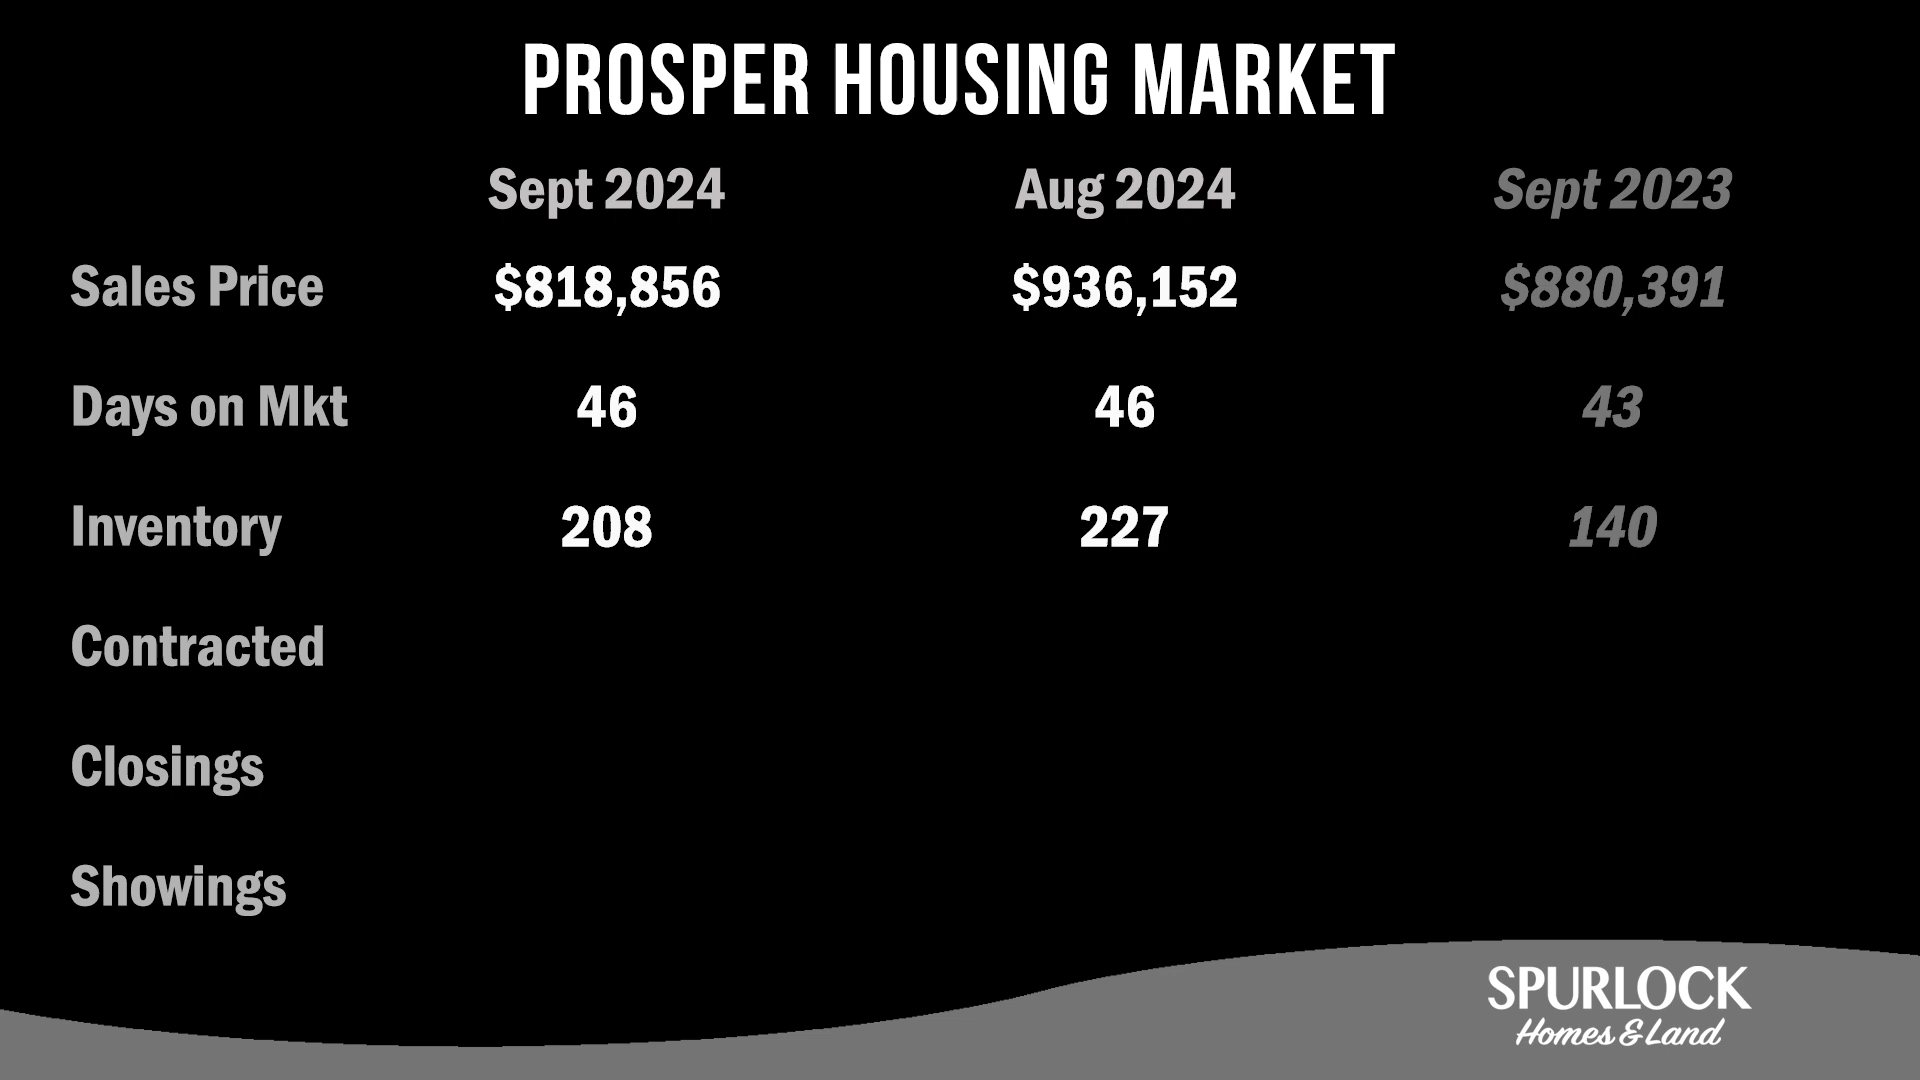 PROSPER HOUSING MARKET
Sept 2024 Aug 2024 Sept 2023
Sales Price $818,856 $936,152 $880,391
Days on Mkt 46 46 43
Inventory 208 227 140
Contracted
Closings
Showings
SPURLOCK
Homes & Land